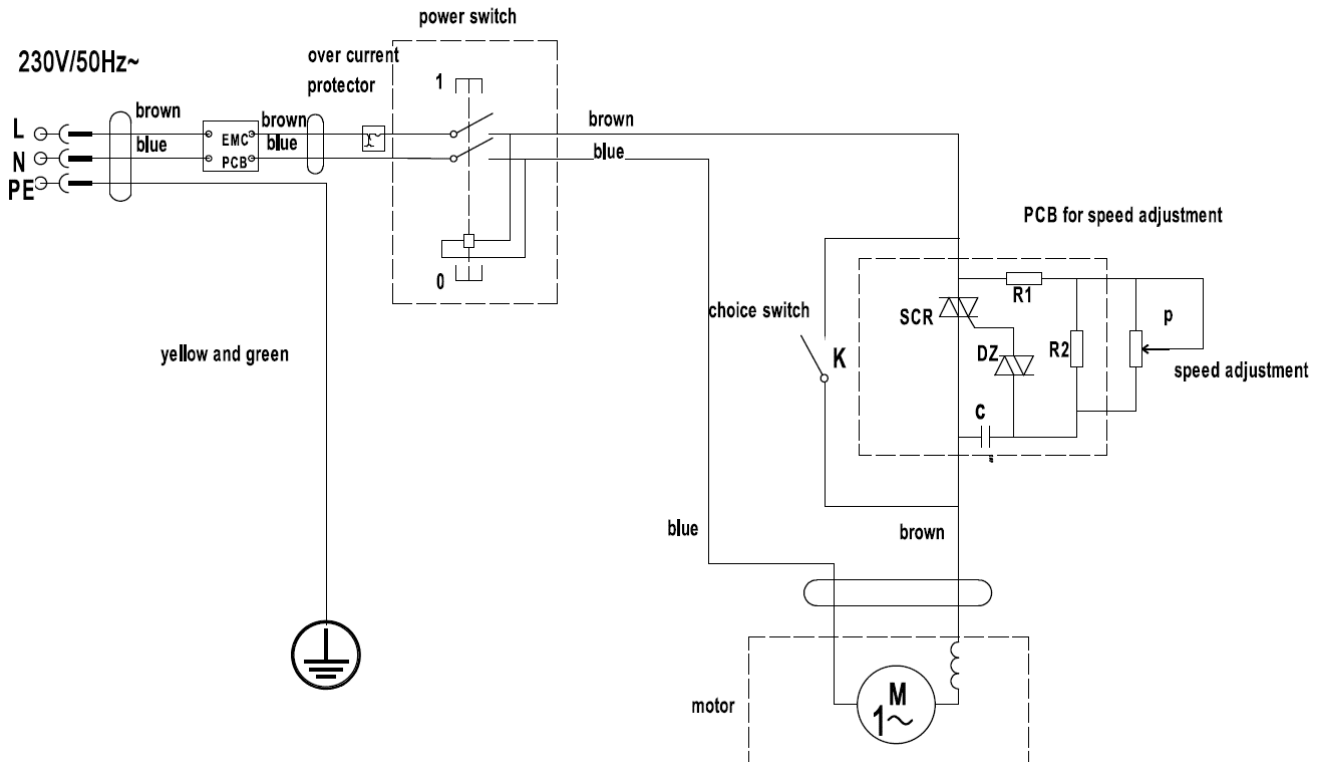 power switch
230V/50Hz~
over current
protector
1
L
brown
EMC
brown
brown
N
blue
PCB
blue
blue
PE
0
PCB for speed adjustment
R1
SCR
p
choice switch
K
DZ
R2
yellow and green
speed adjustment
C
blue
brown
motor
M
1~